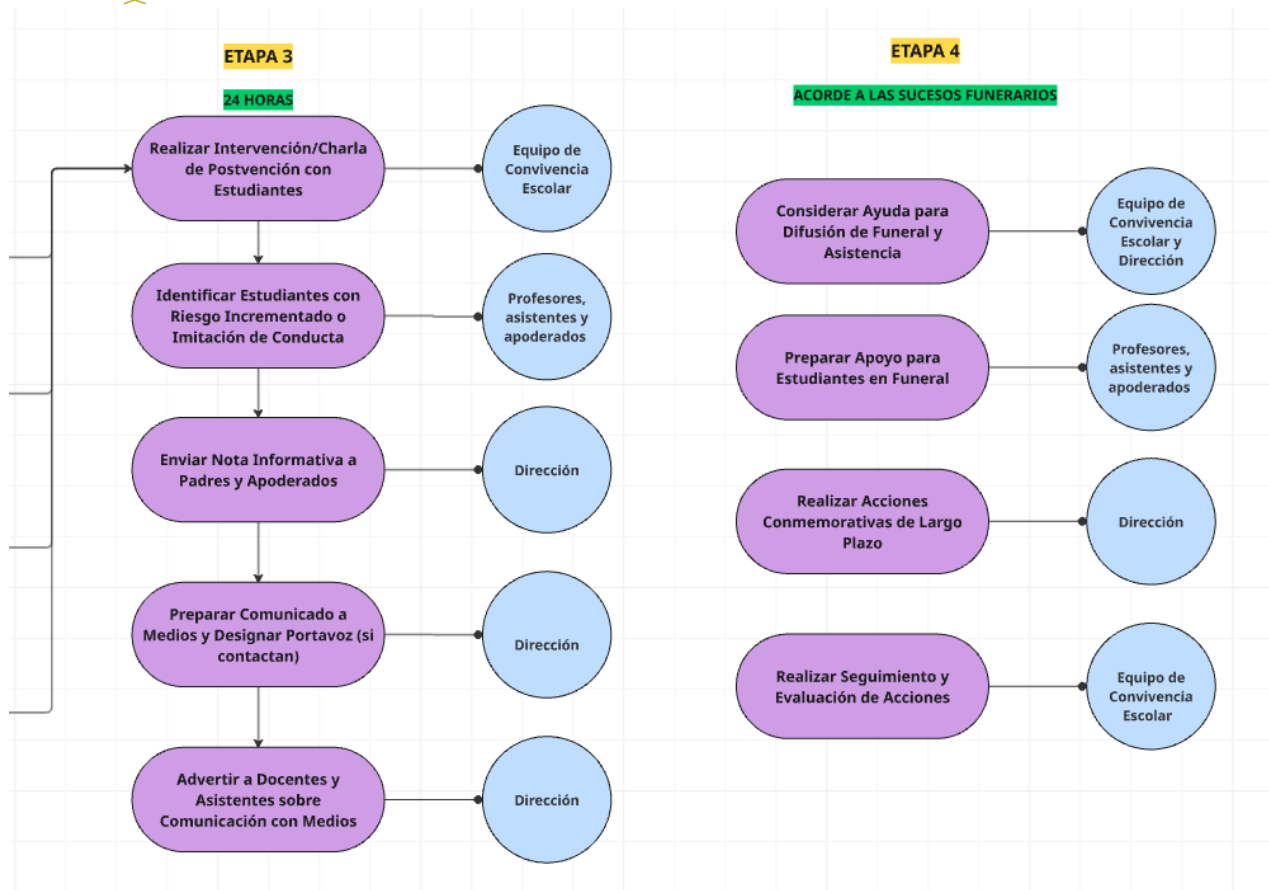 ETAPA 3
24 HORAS
Realizar Intervención/Charla
de Postvención con
Estudiantes
Equipo de
Convivencia
Escolar
Identificar Estudiantes con
Riesgo Incrementado o
Imitación de Conducta
Profesores,
asistentes y
apoderados
Enviar Nota Informativa a
Padres y Apoderados
Dirección
Preparar Comunicado a
Medios y Designar Portavoz (si
contactan)
Dirección
Advertir a Docentes y
Asistentes sobre
Comunicación con Medios
Dirección
ETAPA 4
ACORDE A LAS SUCESOS FUNERARIOS
Considerar Ayuda para
Difusión de Funeral y
Asistencia
Equipo de
Convivencia
Escolar y
Dirección
Preparar Apoyo para
Estudiantes en Funeral
Profesores,
asistentes y
apoderados
Realizar Acciones
Conmemorativas de Largo
Plazo
Dirección
Realizar Seguimiento y
Evaluación de Acciones
Equipo de
Convivencia
Escolar